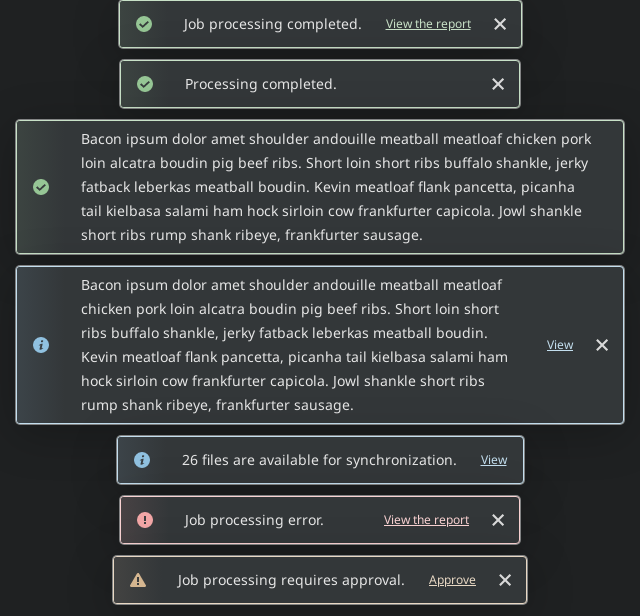 Job processing completed. View the report
Processing completed.
Bacon ipsum dolor amet shoulder andouille meatball meatloaf chicken pork
loin alcatra boudin pig beef ribs. Short loin short ribs buffalo shankle, jerky
fatback leberkas meatball boudin. Kevin meatloaf flank pancetta, picanha
tail kielbasa salami ham hock sirloin cow frankfurter capicola. Jowl shankle
short ribs rump shank ribeye, frankfurter sausage.
Bacon ipsum dolor amet shoulder andouille meatball meatloaf
chicken pork loin alcatra boudin pig beef ribs. Short loin short
ribs buffalo shankle, jerky fatback leberkas meatball boudin.
Kevin meatloaf flank pancetta, picanha tail kielbasa salami ham
hock sirloin cow frankfurter capicola. Jowl shankle short ribs
rump shank ribeye, frankfurter sausage.
View
26 files are available for synchronization. View
Job processing error. View the report
Job processing requires approval. Approve